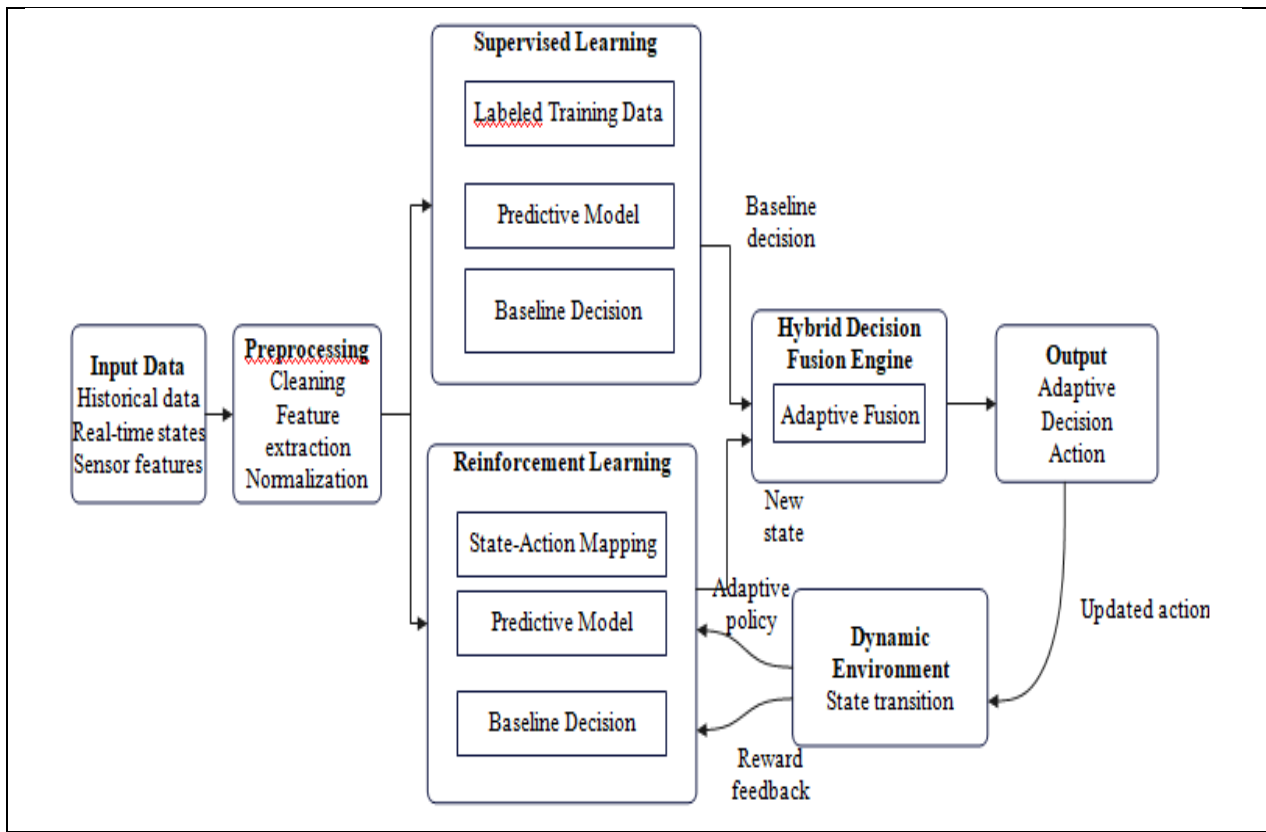 Input Data
Historical data
Real-time states
Sensor features
Preprocessing
Cleaning
Feature
extraction
Normalization
Supervised Learning
Labeled Training Data
Predictive Model
Baseline Decision
Reinforcement Learning
State-Action Mapping
Predictive Model
Baseline Decision
Baseline
decision
Hybrid Decision
Fusion Engine
Adaptive Fusion
New
state
Adaptive
policy
Output
Adaptive
Decision
Action
Updated action
Dynamic
Environment
State transition
Reward
feedback